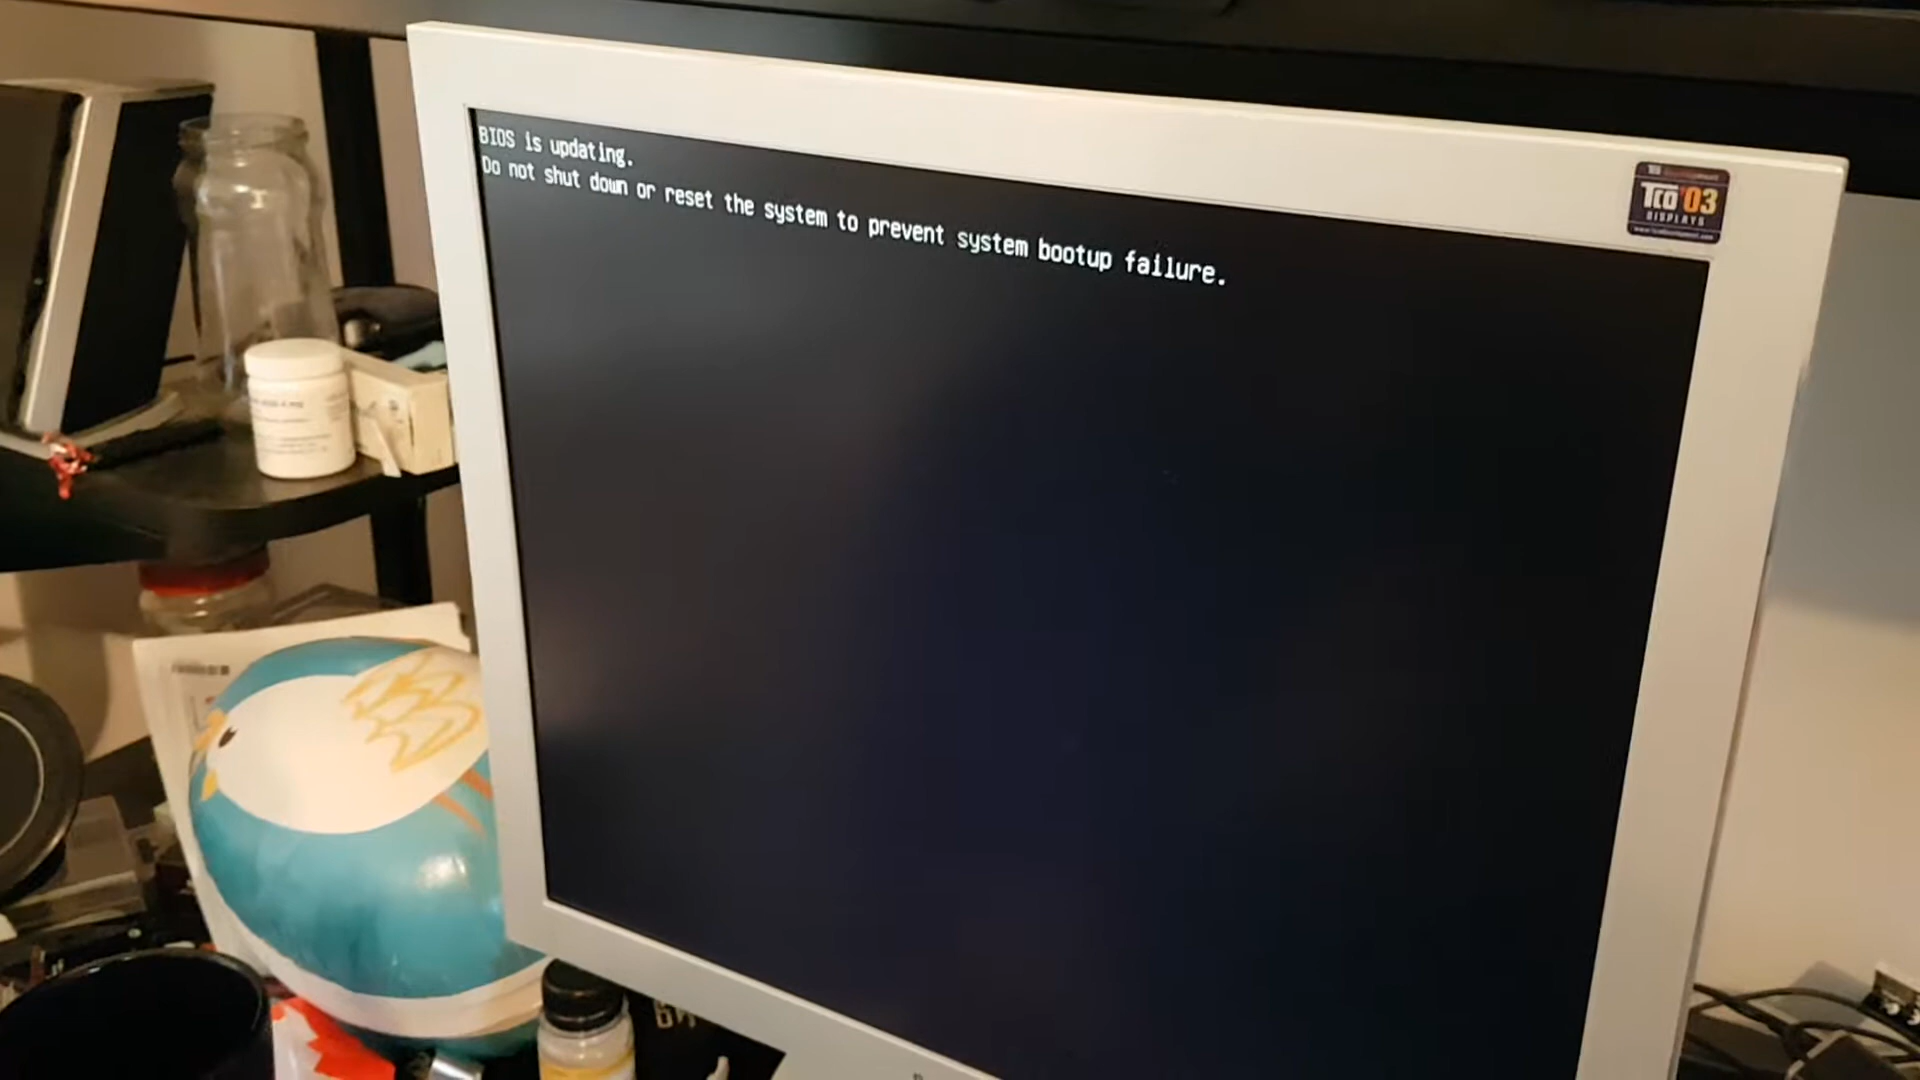 BIOS is updating.
Do not shut down or reset the system to prevent system bootup failure.
TCO'03
DISPLAYS